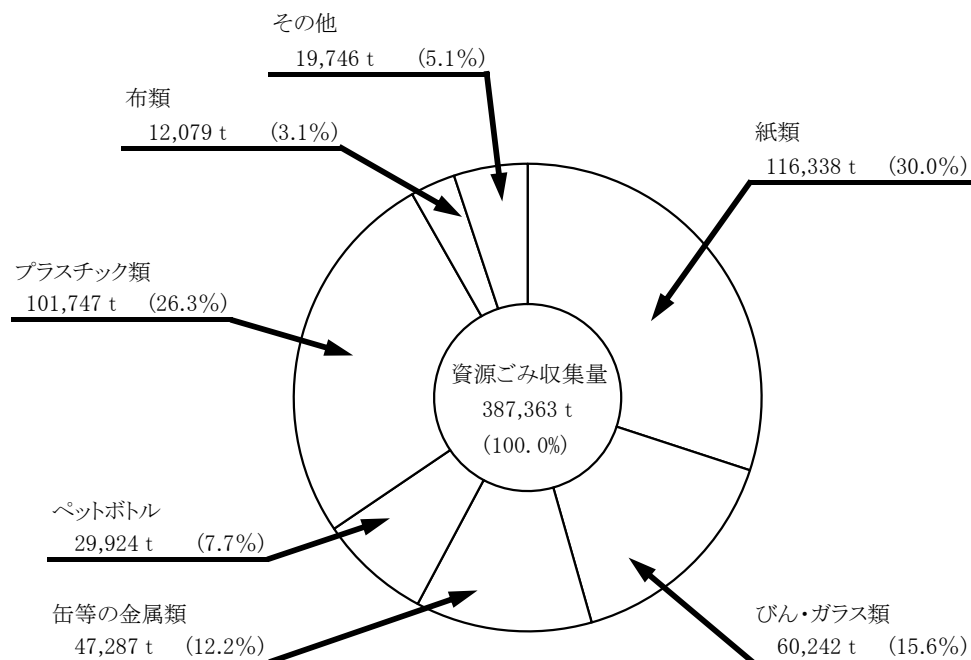 その他
19,746 t (5.1%)
布類
12,079 t (3.1%)
紙類
116,338 t (30.0%)
プラスチック類
101,747 t (26.3%)
資源ごみ収集量
387,363 t
(100.0%)
ペットボトル
29,924 t (7.7%)
缶等の金属類
47,287 t (12.2%)
びん・ガラス類
60,242 t (15.6%)